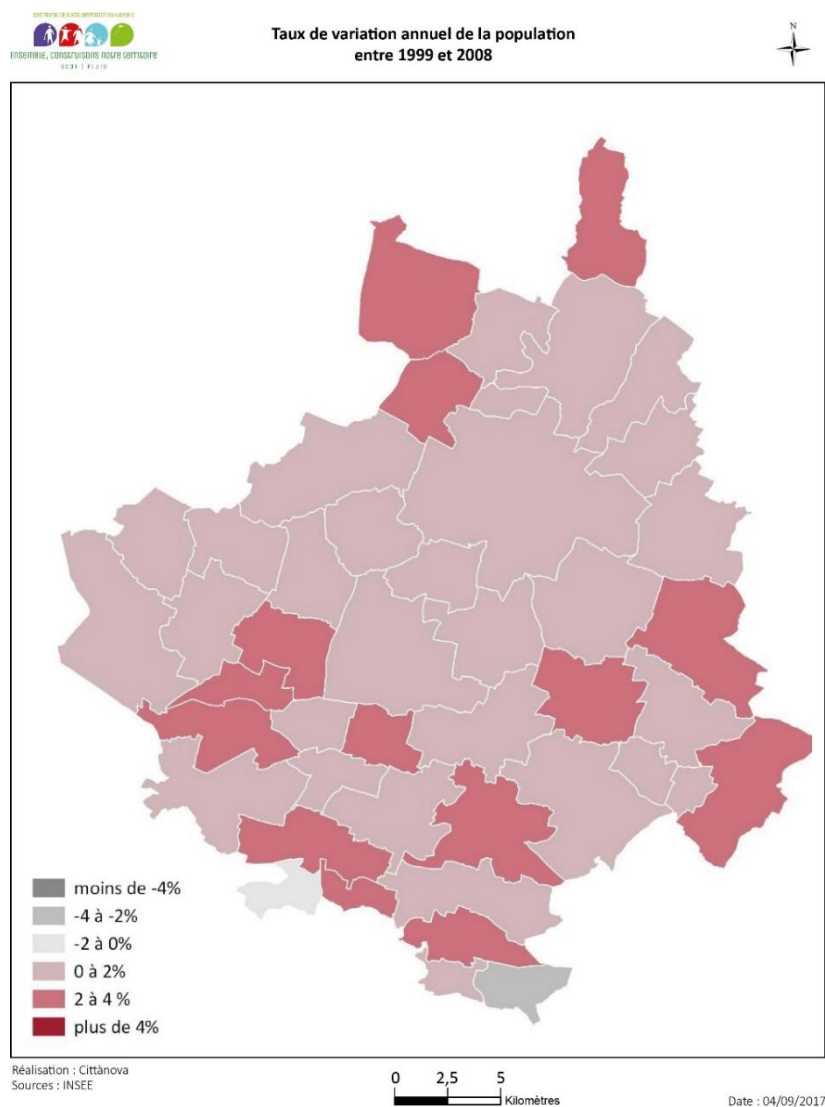 Taux de variation annuel de la population
entre 1999 et 2008
N
ensemble, construisons notre territoire
SCOT | PLUiD
moins de -4%
-4 à -2%
-2 à 0%
0 à 2%
2 à 4 %
plus de 4%
Réalisation : Cittànova
Sources : INSEE
0 2,5 5
Kilomètres
Date : 04/09/2017